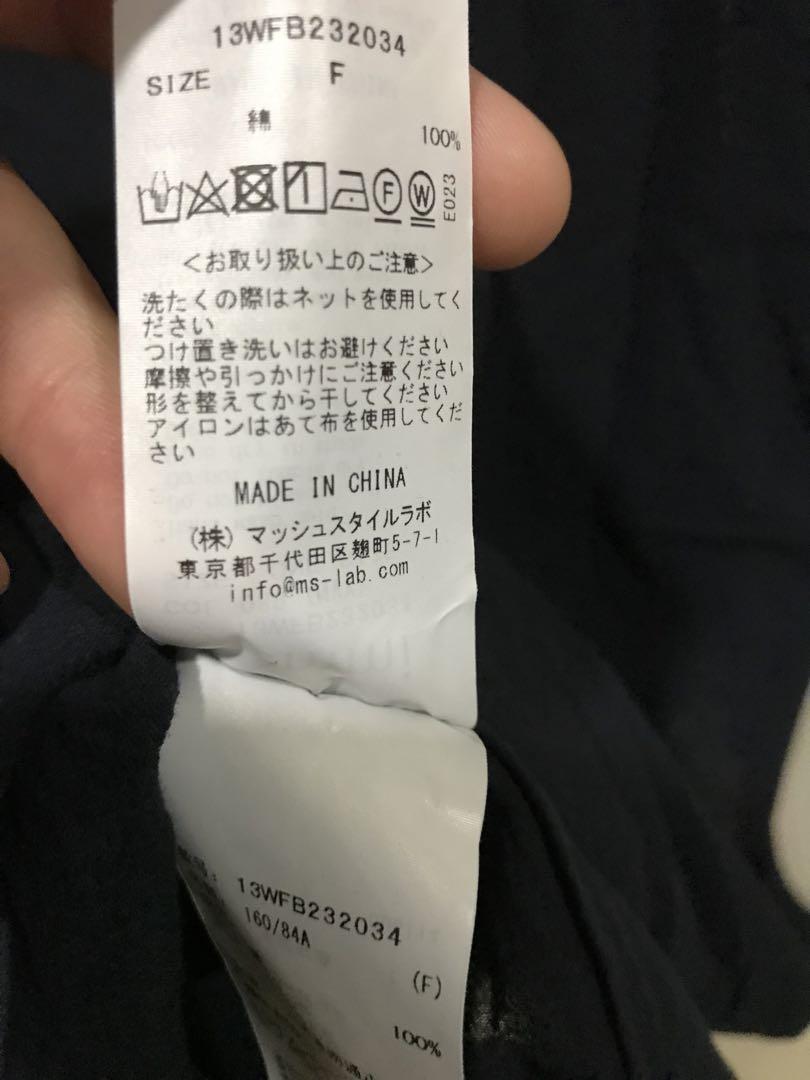 13WFB232034
SIZE F
綿
100%
F W
E023
<お取り扱い上のご注意>
洗たくの際はネットを使用してく
ださい
つけ置き洗いはお避けください
摩擦や引っかけにご注意ください
形を整えてから干してください
アイロンはあて布を使用してくだ
さい
MADE IN CHINA
(株) マッシュスタイルラボ
東京都千代田区麹町5-7-1
info@ms-lab.com
13WFB232034
160/84A
(F)
100%